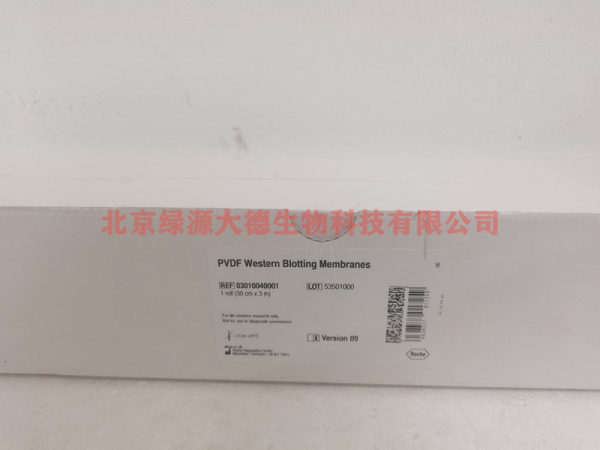 北京绿源大德生物科技有限公司
PVDF Western Blotting Membranes
REF 03010040001 LOT 53501000
1 roll (30 cm x 3 m)
For life science research only.
Not for use in diagnostic procedures.
Version 09
Roche